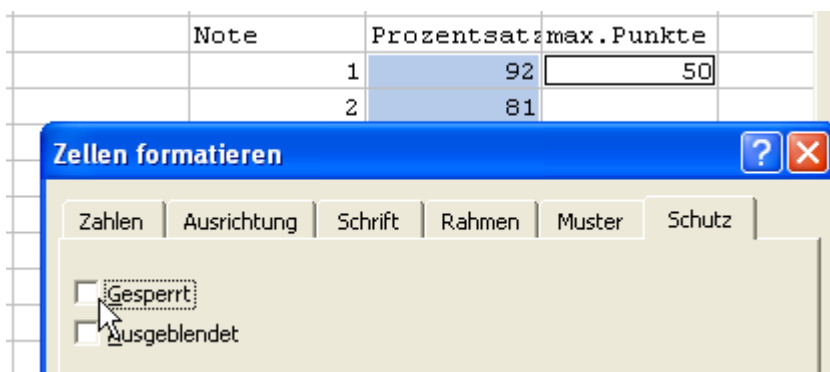 Note Prozentsatz max.Punkte
1 92 50
2 81
Zellen formatieren ?
Zahlen Ausrichtung Schrift Rahmen Muster Schutz
Gesperrt
Ausgeblendet